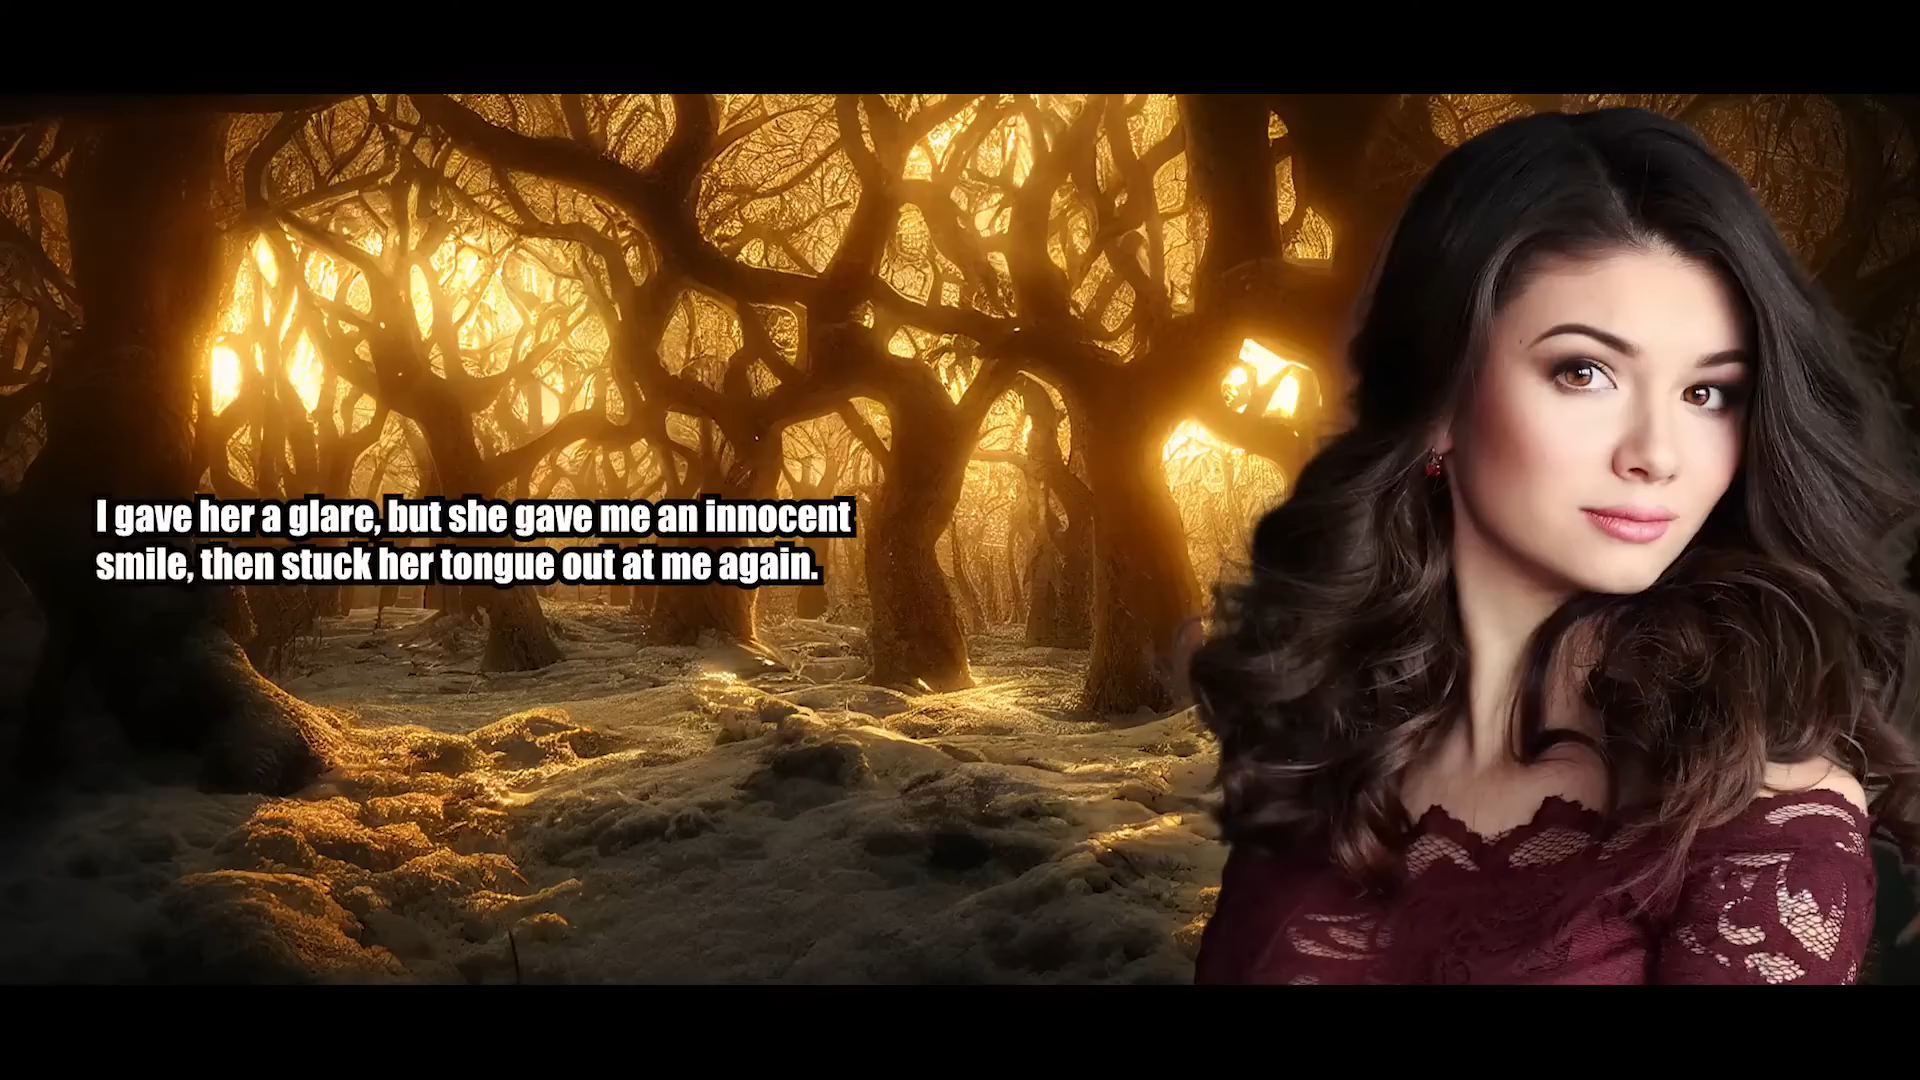 I gave her a glare, but she gave me an innocent
smile, then stuck her tongue out at me again.